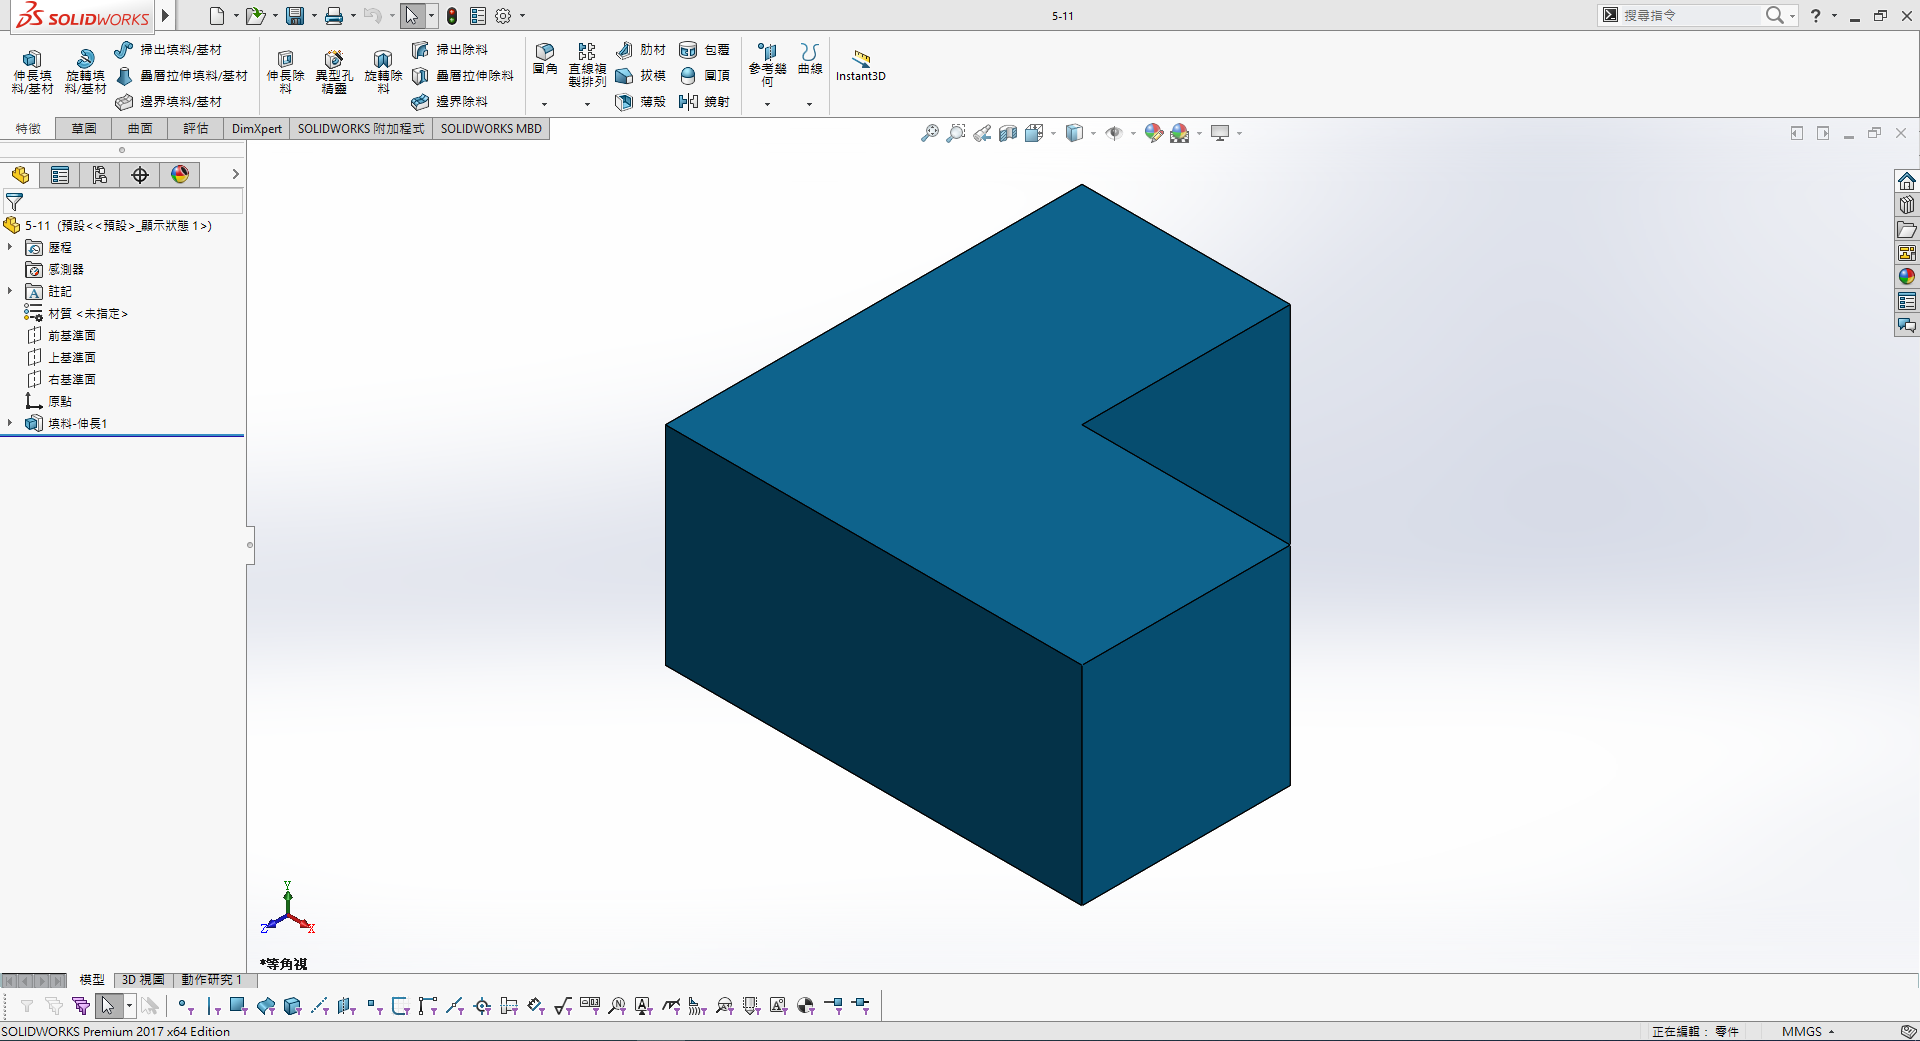 SOLIDWORKS
5-11
搜尋指令
伸長填料/基材
旋轉填料/基材
掃出填料/基材
疊層拉伸填料/基材
邊界填料/基材
伸長除料
異型孔精靈
旋轉除料
掃出除料
疊層拉伸除料
邊界除料
圓角
直線複製排列
肋材
拔模
薄殼
包覆
圓頂
鏡射
參考幾何
曲線
Instant3D
特徵
草圖
曲面
評估
DimXpert
SOLIDWORKS 附加程式
SOLIDWORKS MBD
5-11 (預設<<預設>_顯示狀態 1>)
歷程
感測器
註記
材質 <未指定>
前基準面
上基準面
右基準面
原點
填料-伸長1
Y
Z
X
*等角視
模型
3D 視圖
動作研究 1
SOLIDWORKS Premium 2017 x64 Edition
正在編輯： 零件
MMGS